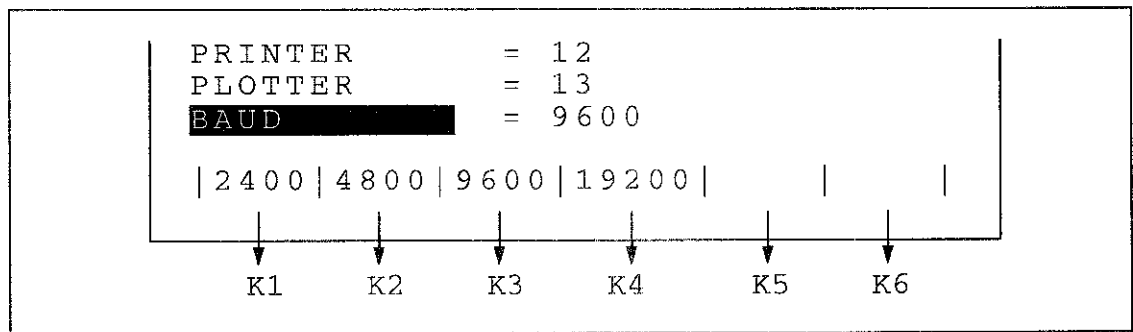 PRINTER = 12
PLOTTER = 13
BAUD = 9600
|2400|4800|9600|19200| | |
K1 K2 K3 K4 K5 K6